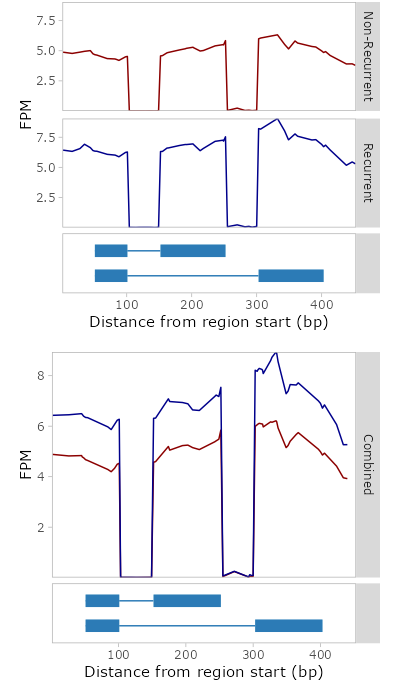 7.5
5.0
2.5
Non-Recurrent
FPM
7.5
5.0
2.5
Recurrent
100 200 300 400
Distance from region start (bp)
8
6
4
2
FPM
Combined
100 200 300 400
Distance from region start (bp)